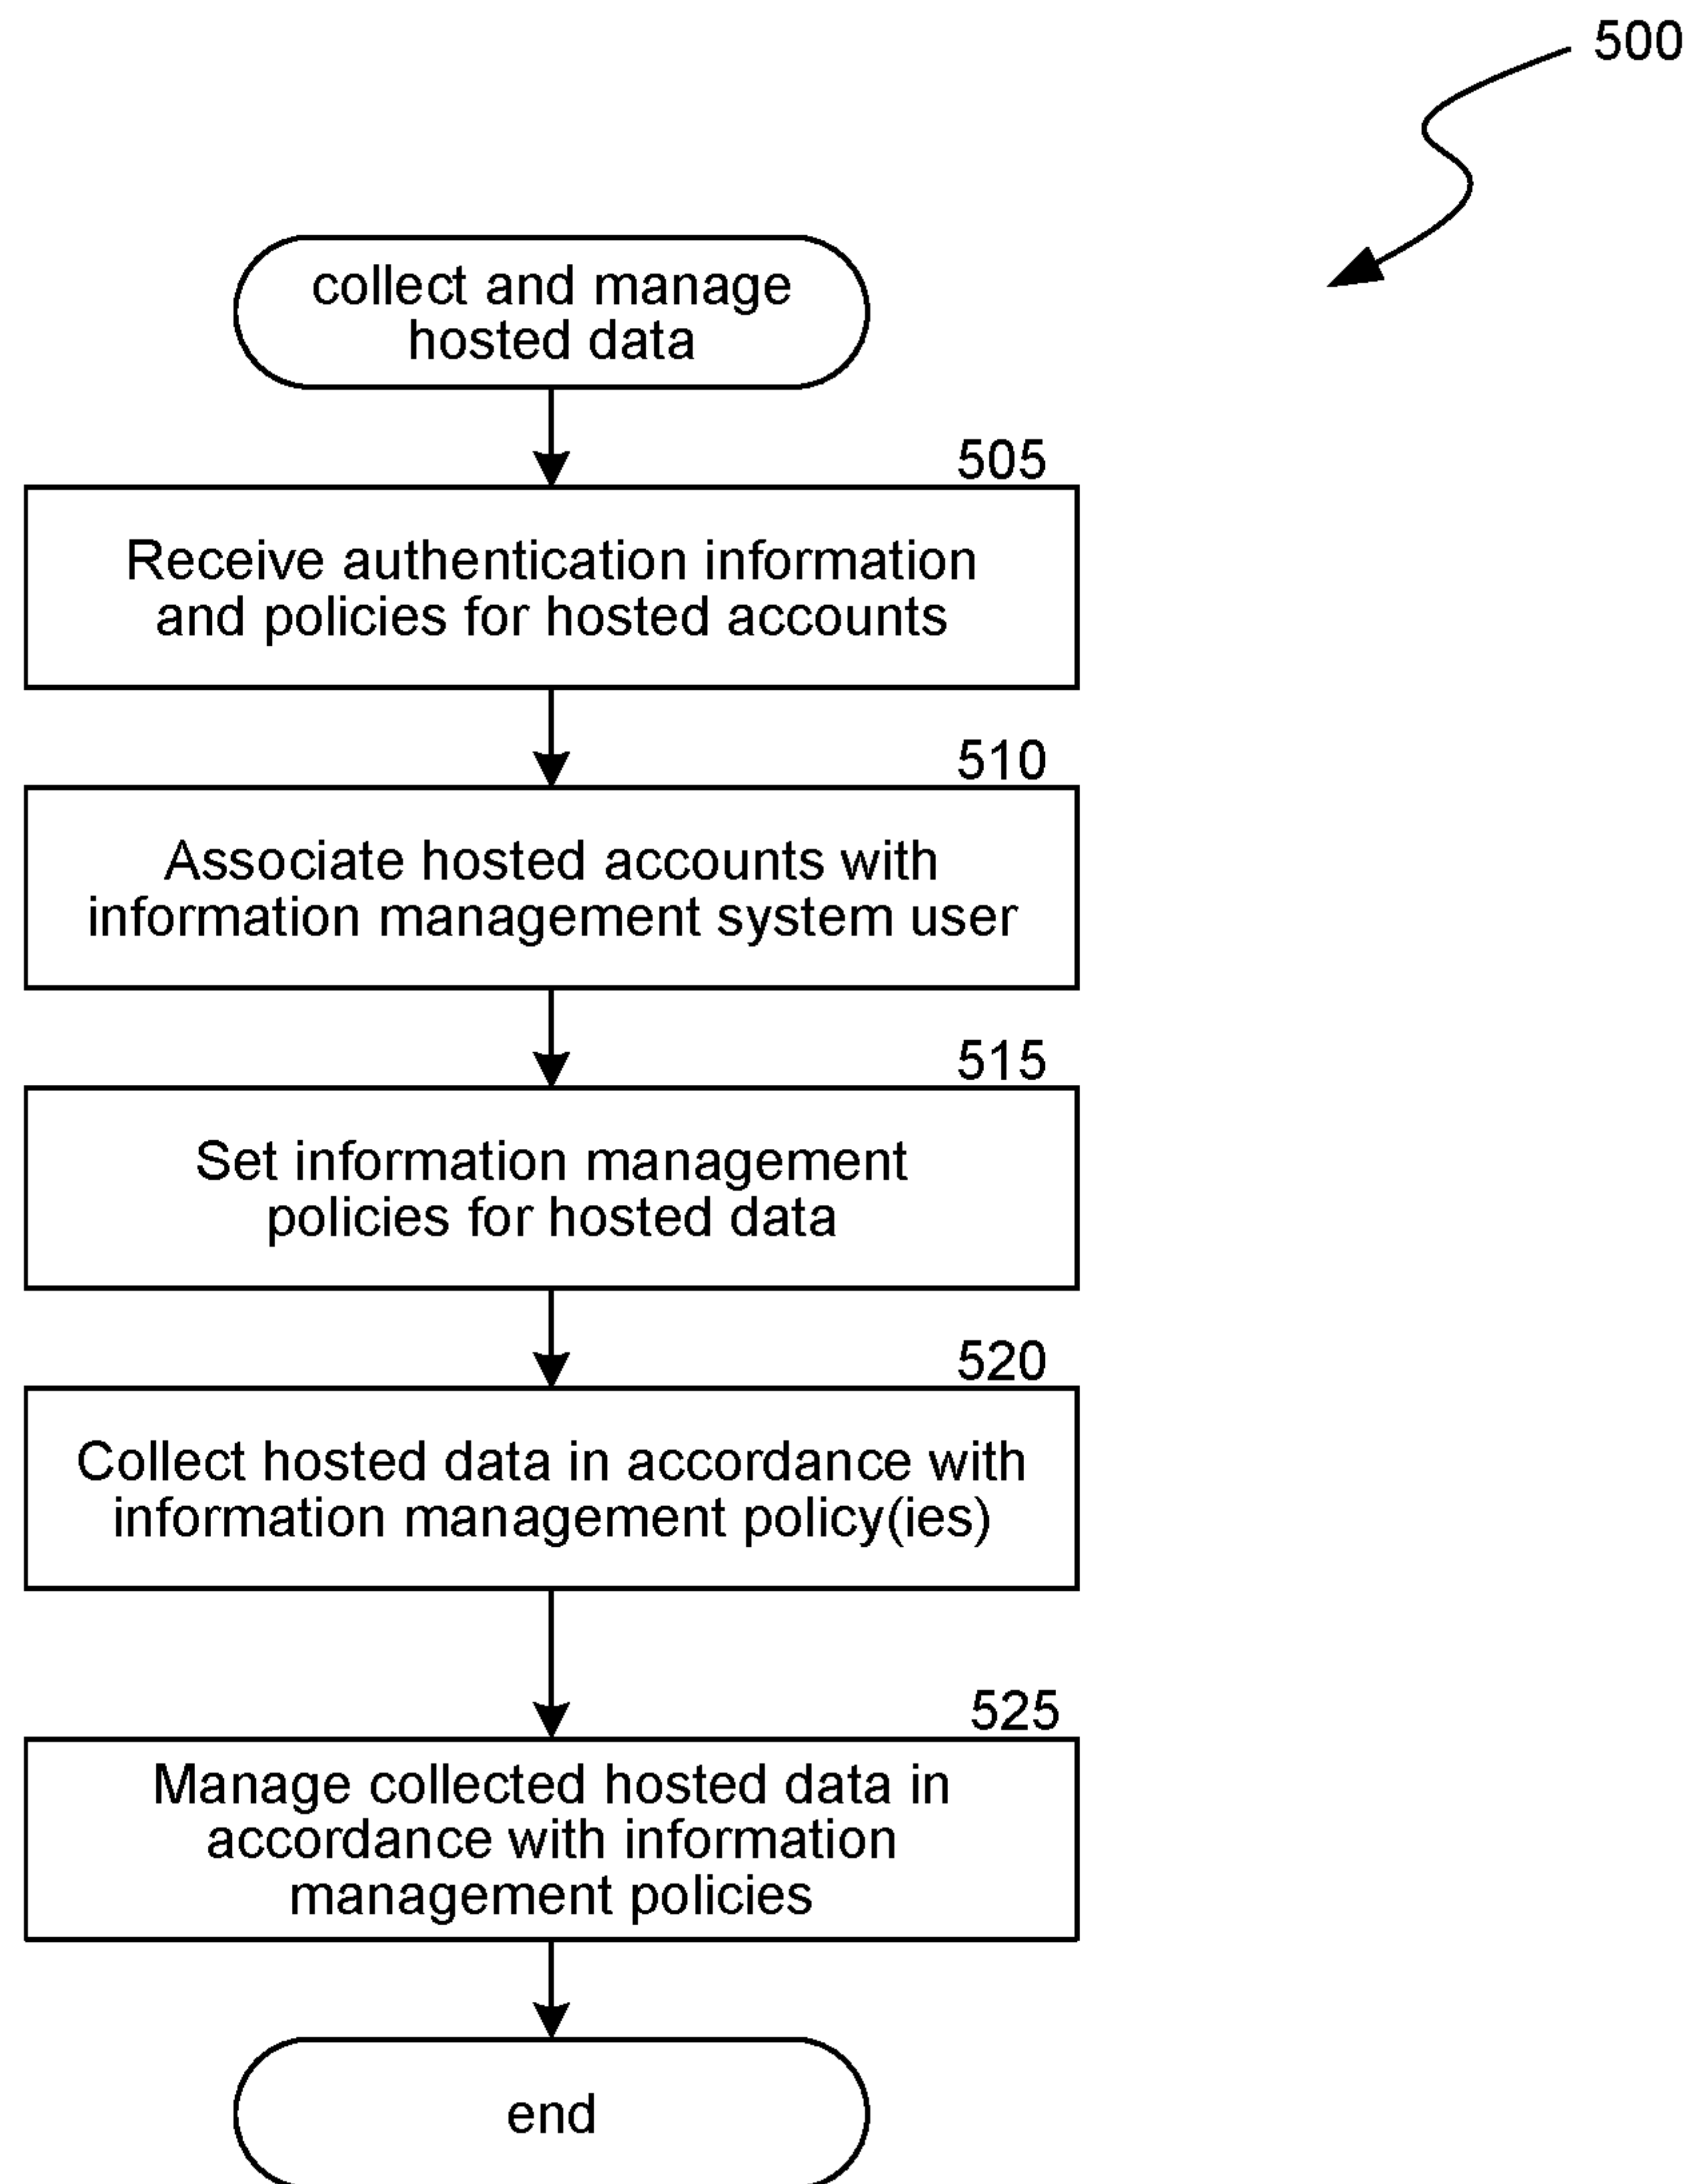 500
collect and manage
hosted data
505
Receive authentication information
and policies for hosted accounts
510
Associate hosted accounts with
information management system user
515
Set information management
policies for hosted data
520
Collect hosted data in accordance with
information management policy(ies)
525
Manage collected hosted data in
accordance with information
management policies
end